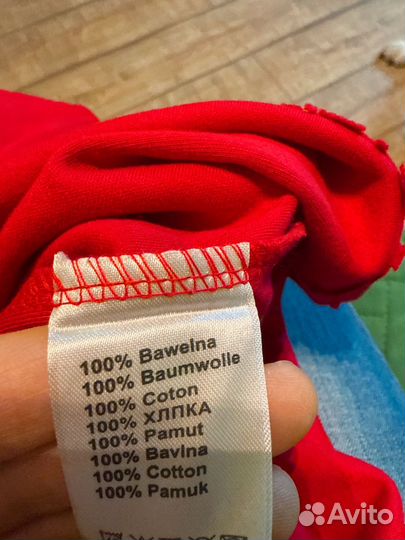 100% Bawełna
100% Baumwolle
100% Coton
100% ХЛПКА
100% Pamut
100% Bavlna
100% Cotton
100% Pamuk
Avito